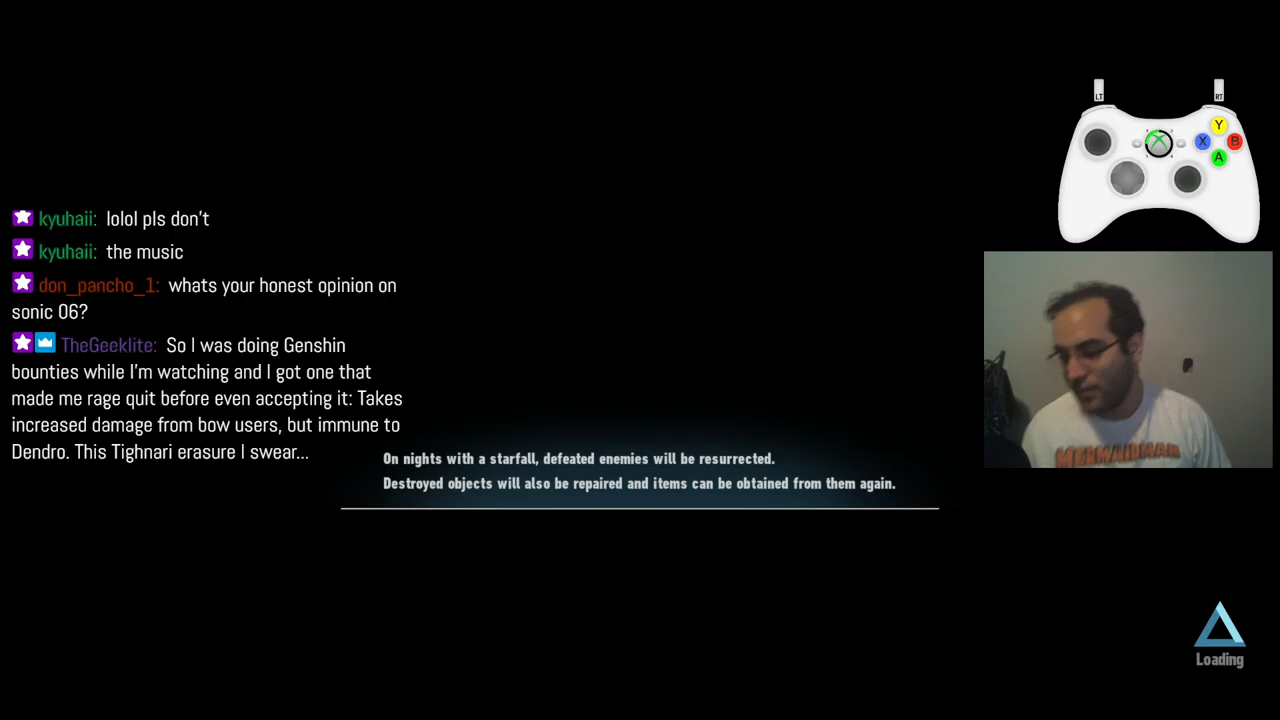 LT
RT
Y
X
B
A
kyuhaii: lolol pls don't
kyuhaii: the music
don_pancho_1: whats your honest opinion on
sonic 06?
TheGeeklite: So I was doing Genshin
bounties while I'm watching and I got one that
made me rage quit before even accepting it: Takes
increased damage from bow users, but immune to
Dendro. This Tighnari erasure I swear...
On nights with a starfall, defeated enemies will be resurrected.
Destroyed objects will also be repaired and items can be obtained from them again.
MERMAIDMAN
Loading